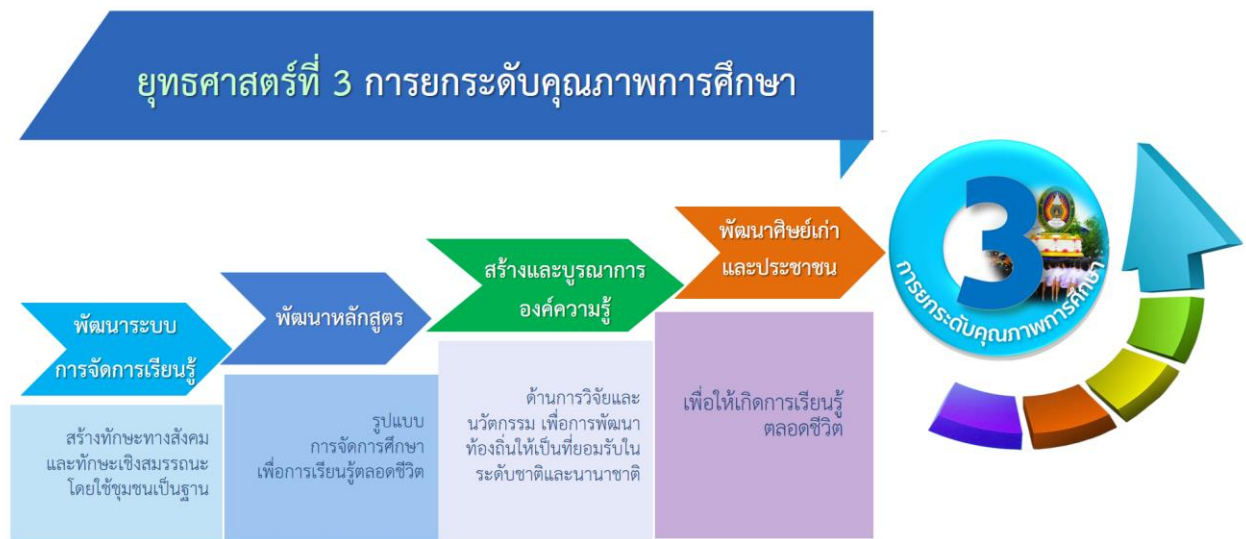 ยุทธศาสตร์ที่ 3 การยกระดับคุณภาพการศึกษา
พัฒนาระบบ
การจัดการเรียนรู้
สร้างทักษะทางสังคม
และทักษะเชิงสมรรถนะ
โดยใช้ชุมชนเป็นฐาน
พัฒนาหลักสูตร
รูปแบบ
การจัดการศึกษา
เพื่อการเรียนรู้ตลอดชีวิต
สร้างและบูรณาการ
องค์ความรู้
ด้านการวิจัยและ
นวัตกรรม เพื่อการพัฒนา
ท้องถิ่นให้เป็นที่ยอมรับใน
ระดับชาติและนานาชาติ
พัฒนาศิษย์เก่า
และประชาชน
เพื่อให้เกิดการเรียนรู้
ตลอดชีวิต
3
การยกระดับคุณภาพการศึกษา